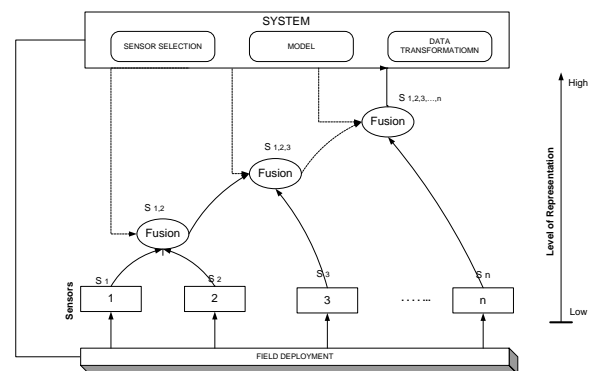 SYSTEM
SENSOR SELECTION
MODEL
DATA
TRANSFORMATIOMN
S 1,2,3,...,n
High
Fusion
S 1,2,3
Fusion
Level of Representation
S 1,2
Fusion
S 1
S 2
S 3
S n
Sensors
1
2
3
.......
n
Low
FIELD DEPLOYMENT